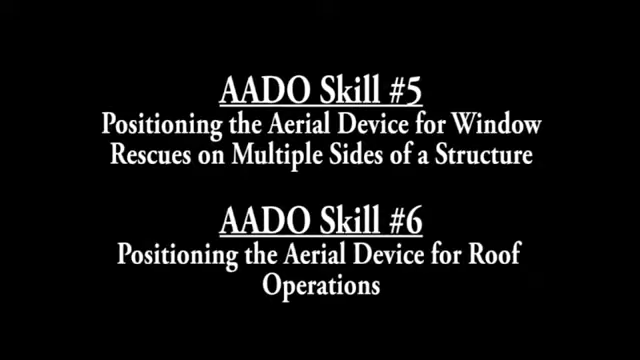 AADO Skill #5
Positioning the Aerial Device for Window
Rescues on Multiple Sides of a Structure
AADO Skill #6
Positioning the Aerial Device for Roof
Operations